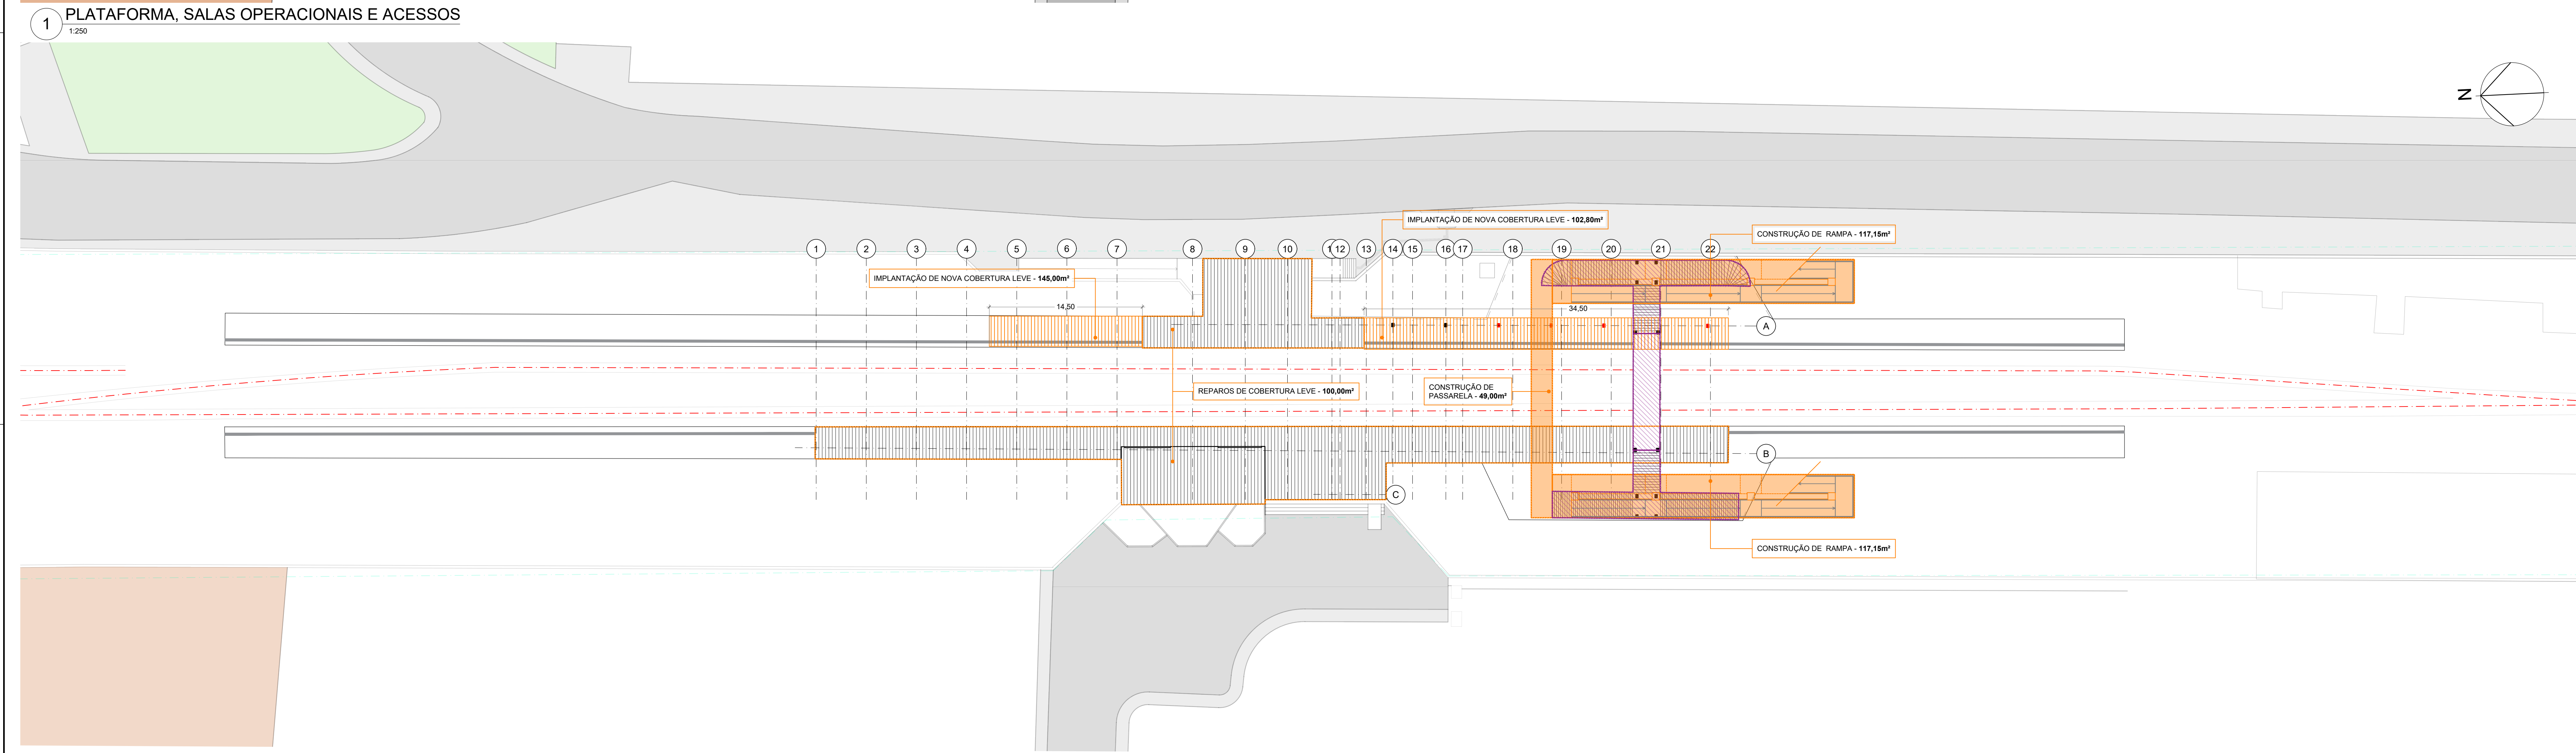 1
PLATAFORMA, SALAS OPERACIONAIS E ACESSOS
1:250
N
IMPLANTAÇÃO DE NOVA COBERTURA LEVE - 102,80m²
CONSTRUÇÃO DE RAMPA - 117,15m²
1 2 3 4 5 6 7 8 9 10 12 13 14 15 16 17 18 19 20 21 22
IMPLANTAÇÃO DE NOVA COBERTURA LEVE - 145,00m²
14,50
34,50
A
REPAROS DE COBERTURA LEVE - 100,00m²
CONSTRUÇÃO DE
PASSARELA - 49,00m²
B
C
CONSTRUÇÃO DE RAMPA - 117,15m²